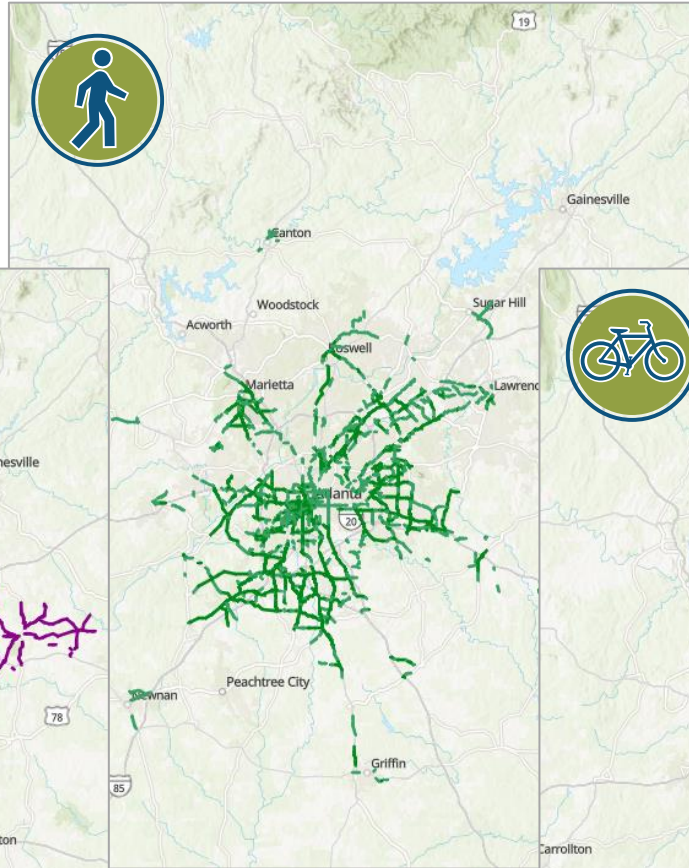 19
Gainesville
Canton
Woodstock
Sugar Hill
Acworth
Roswell
Marietta
Lawrenc
nesville
Atlanta
20
Peachtree City
Newnan
78
Griffin
85
ton
Carrollton